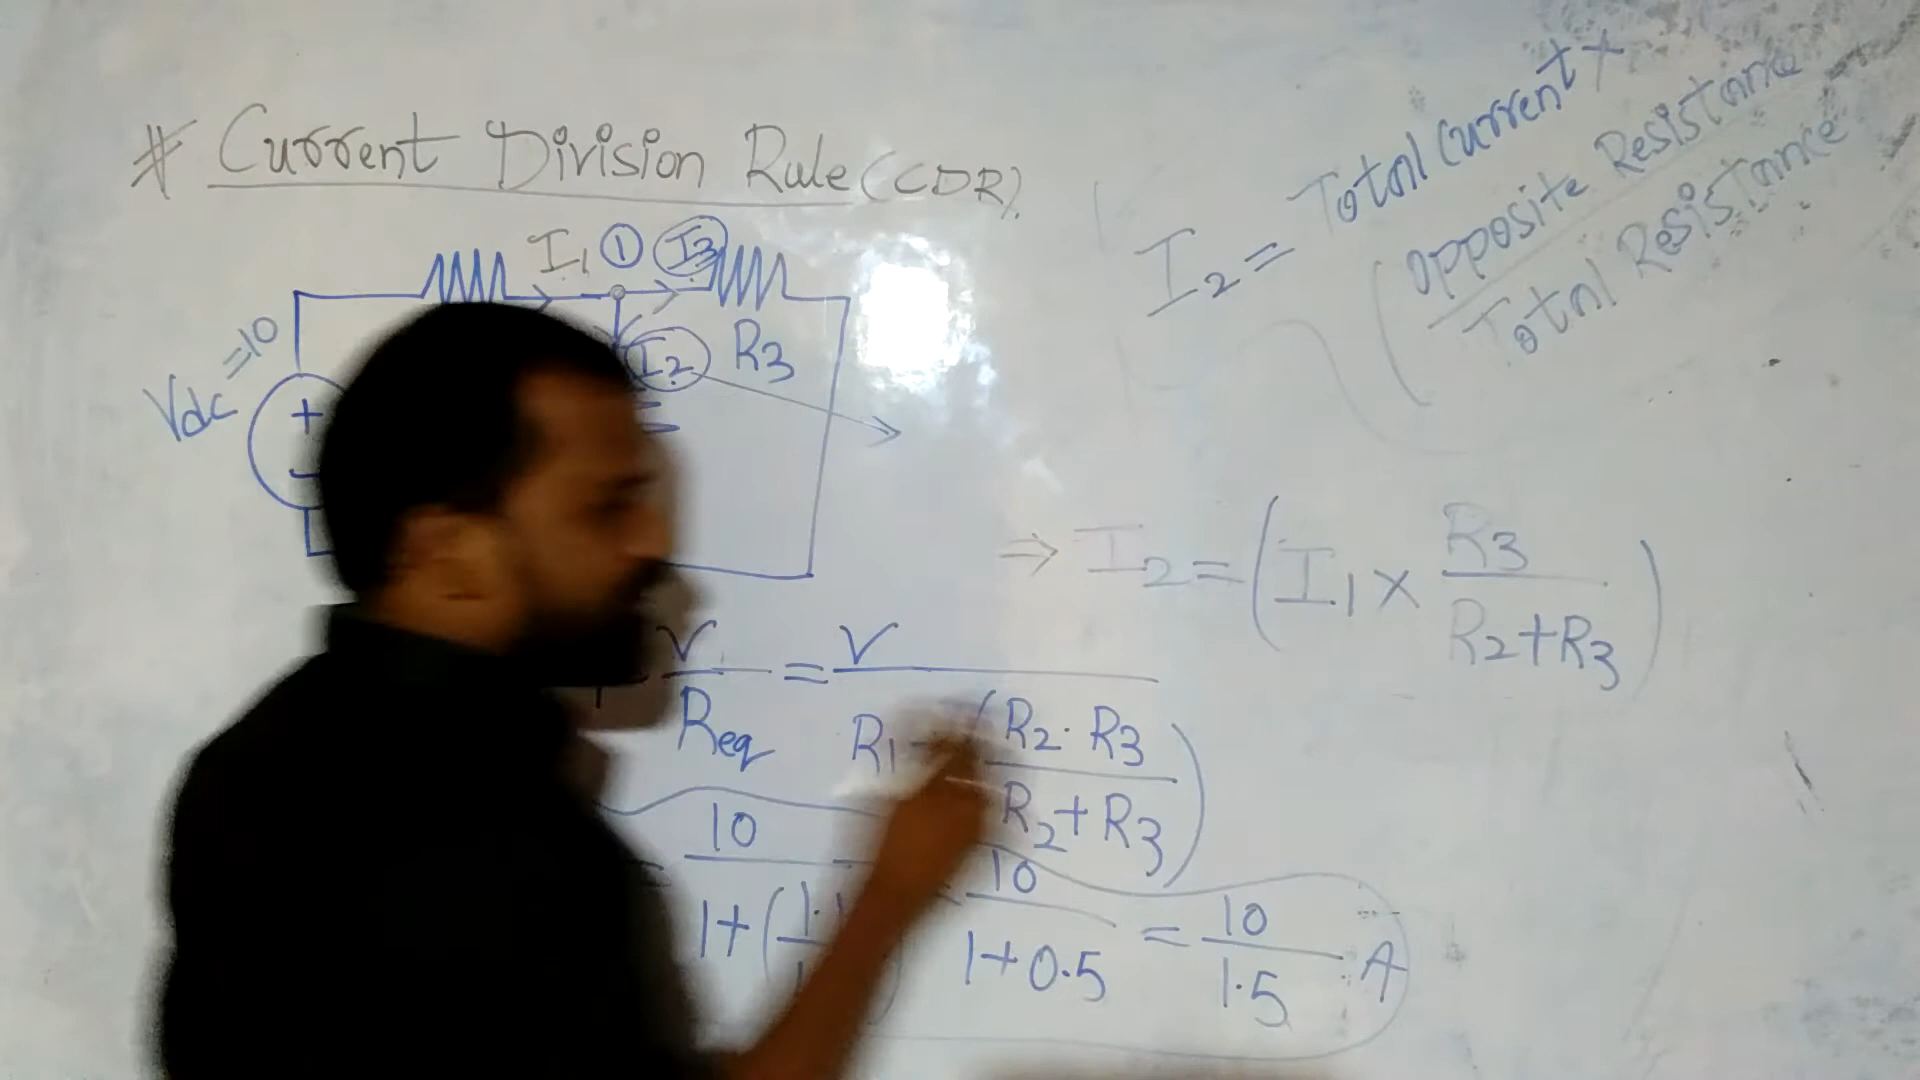 # Current Division Rule (CDR).
I1 ① I3
Vdc =10
+
-
I2 R3
I2 = Total Current ×
(Opposite Resistance
Total Resistance
⇒ I2 = (I1 × R3
R2+R3)
V
Req
= V
R1 + (R2 . R3
R2 + R3)
= 10
1+(1.1
= 10
1+0.5
= 10
1.5 A